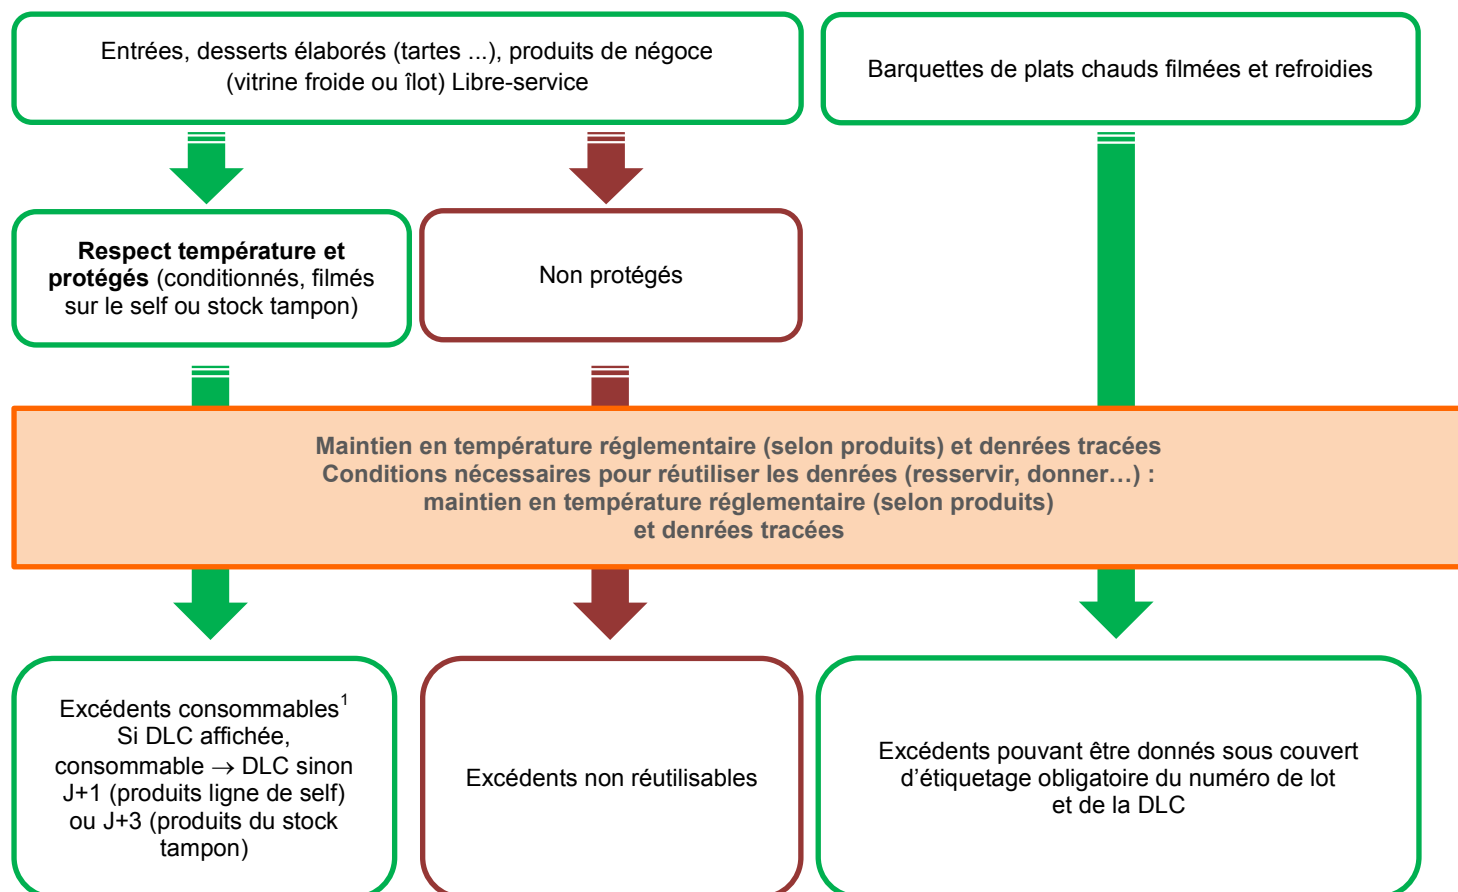 Entrées, desserts élaborés (tartes ...), produits de négoce
(vitrine froide ou îlot) Libre-service
Barquettes de plats chauds filmées et refroidies
Respect température et
protégés (conditionnés, filmés
sur le self ou stock tampon)
Non protégés
Maintien en température réglementaire (selon produits) et denrées tracées
Conditions nécessaires pour réutiliser les denrées (resservir, donner…) :
maintien en température réglementaire (selon produits)
et denrées tracées
Excédents consommables¹
Si DLC affichée,
consommable → DLC sinon
J+1 (produits ligne de self)
ou J+3 (produits du stock
tampon)
Excédents non réutilisables
Excédents pouvant être donnés sous couvert
d’étiquetage obligatoire du numéro de lot
et de la DLC